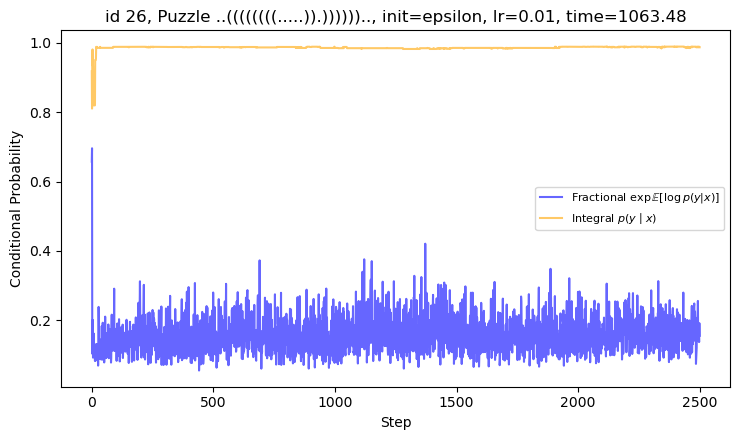 id 26, Puzzle ..((((((((.....)).)))))).., init=epsilon, lr=0.01, time=1063.48
Conditional Probability
1.0
0.8
0.6
0.4
0.2
Fractional exp𝔼[log p(y|x)]
Integral p(y | x)
0
500
1000
1500
2000
2500
Step